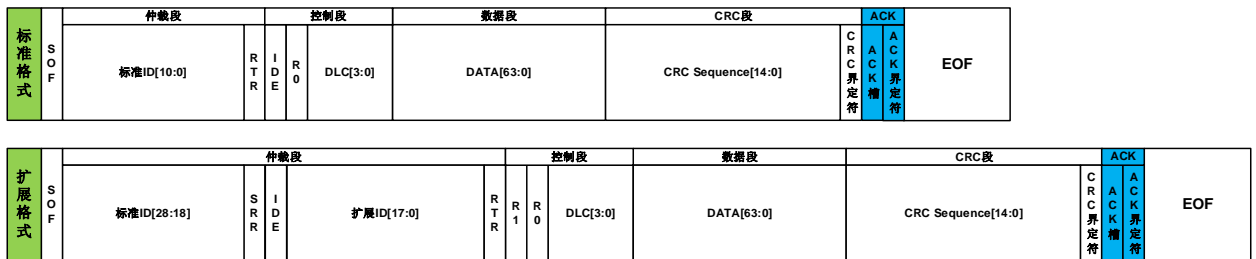 仲裁段 控制段 数据段 CRC段 ACK
标准格式 SOF 标准ID[10:0] RTR IDE R0 DLC[3:0] DATA[63:0] CRC Sequence[14:0] CRC界定符 ACK槽 ACK界定符 EOF
仲裁段 控制段 数据段 CRC段 ACK
扩展格式 SOF 标准ID[28:18] SRR IDE 扩展ID[17:0] RTR R1 R0 DLC[3:0] DATA[63:0] CRC Sequence[14:0] CRC界定符 ACK槽 ACK界定符 EOF